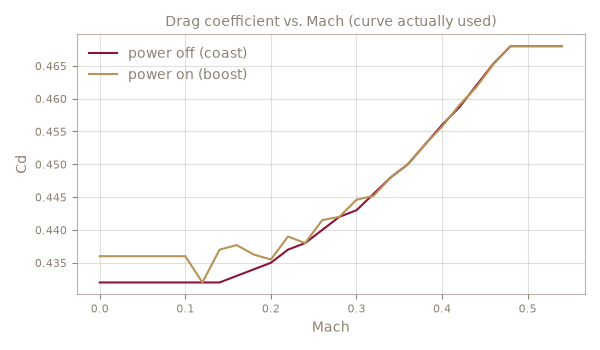 Drag coefficient vs. Mach (curve actually used)
power off (coast)
power on (boost)
0.465
0.460
0.455
0.450
0.445
0.440
0.435
Cd
0.0 0.1 0.2 0.3 0.4 0.5
Mach